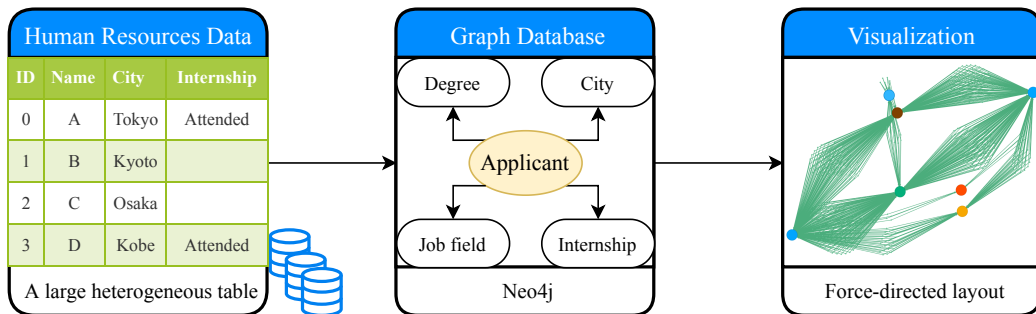 Human Resources Data
ID Name City Internship
0 A Tokyo Attended
1 B Kyoto
2 C Osaka
3 D Kobe Attended
A large heterogeneous table
Graph Database
Degree City
Applicant
Job field Internship
Neo4j
Visualization
Force-directed layout